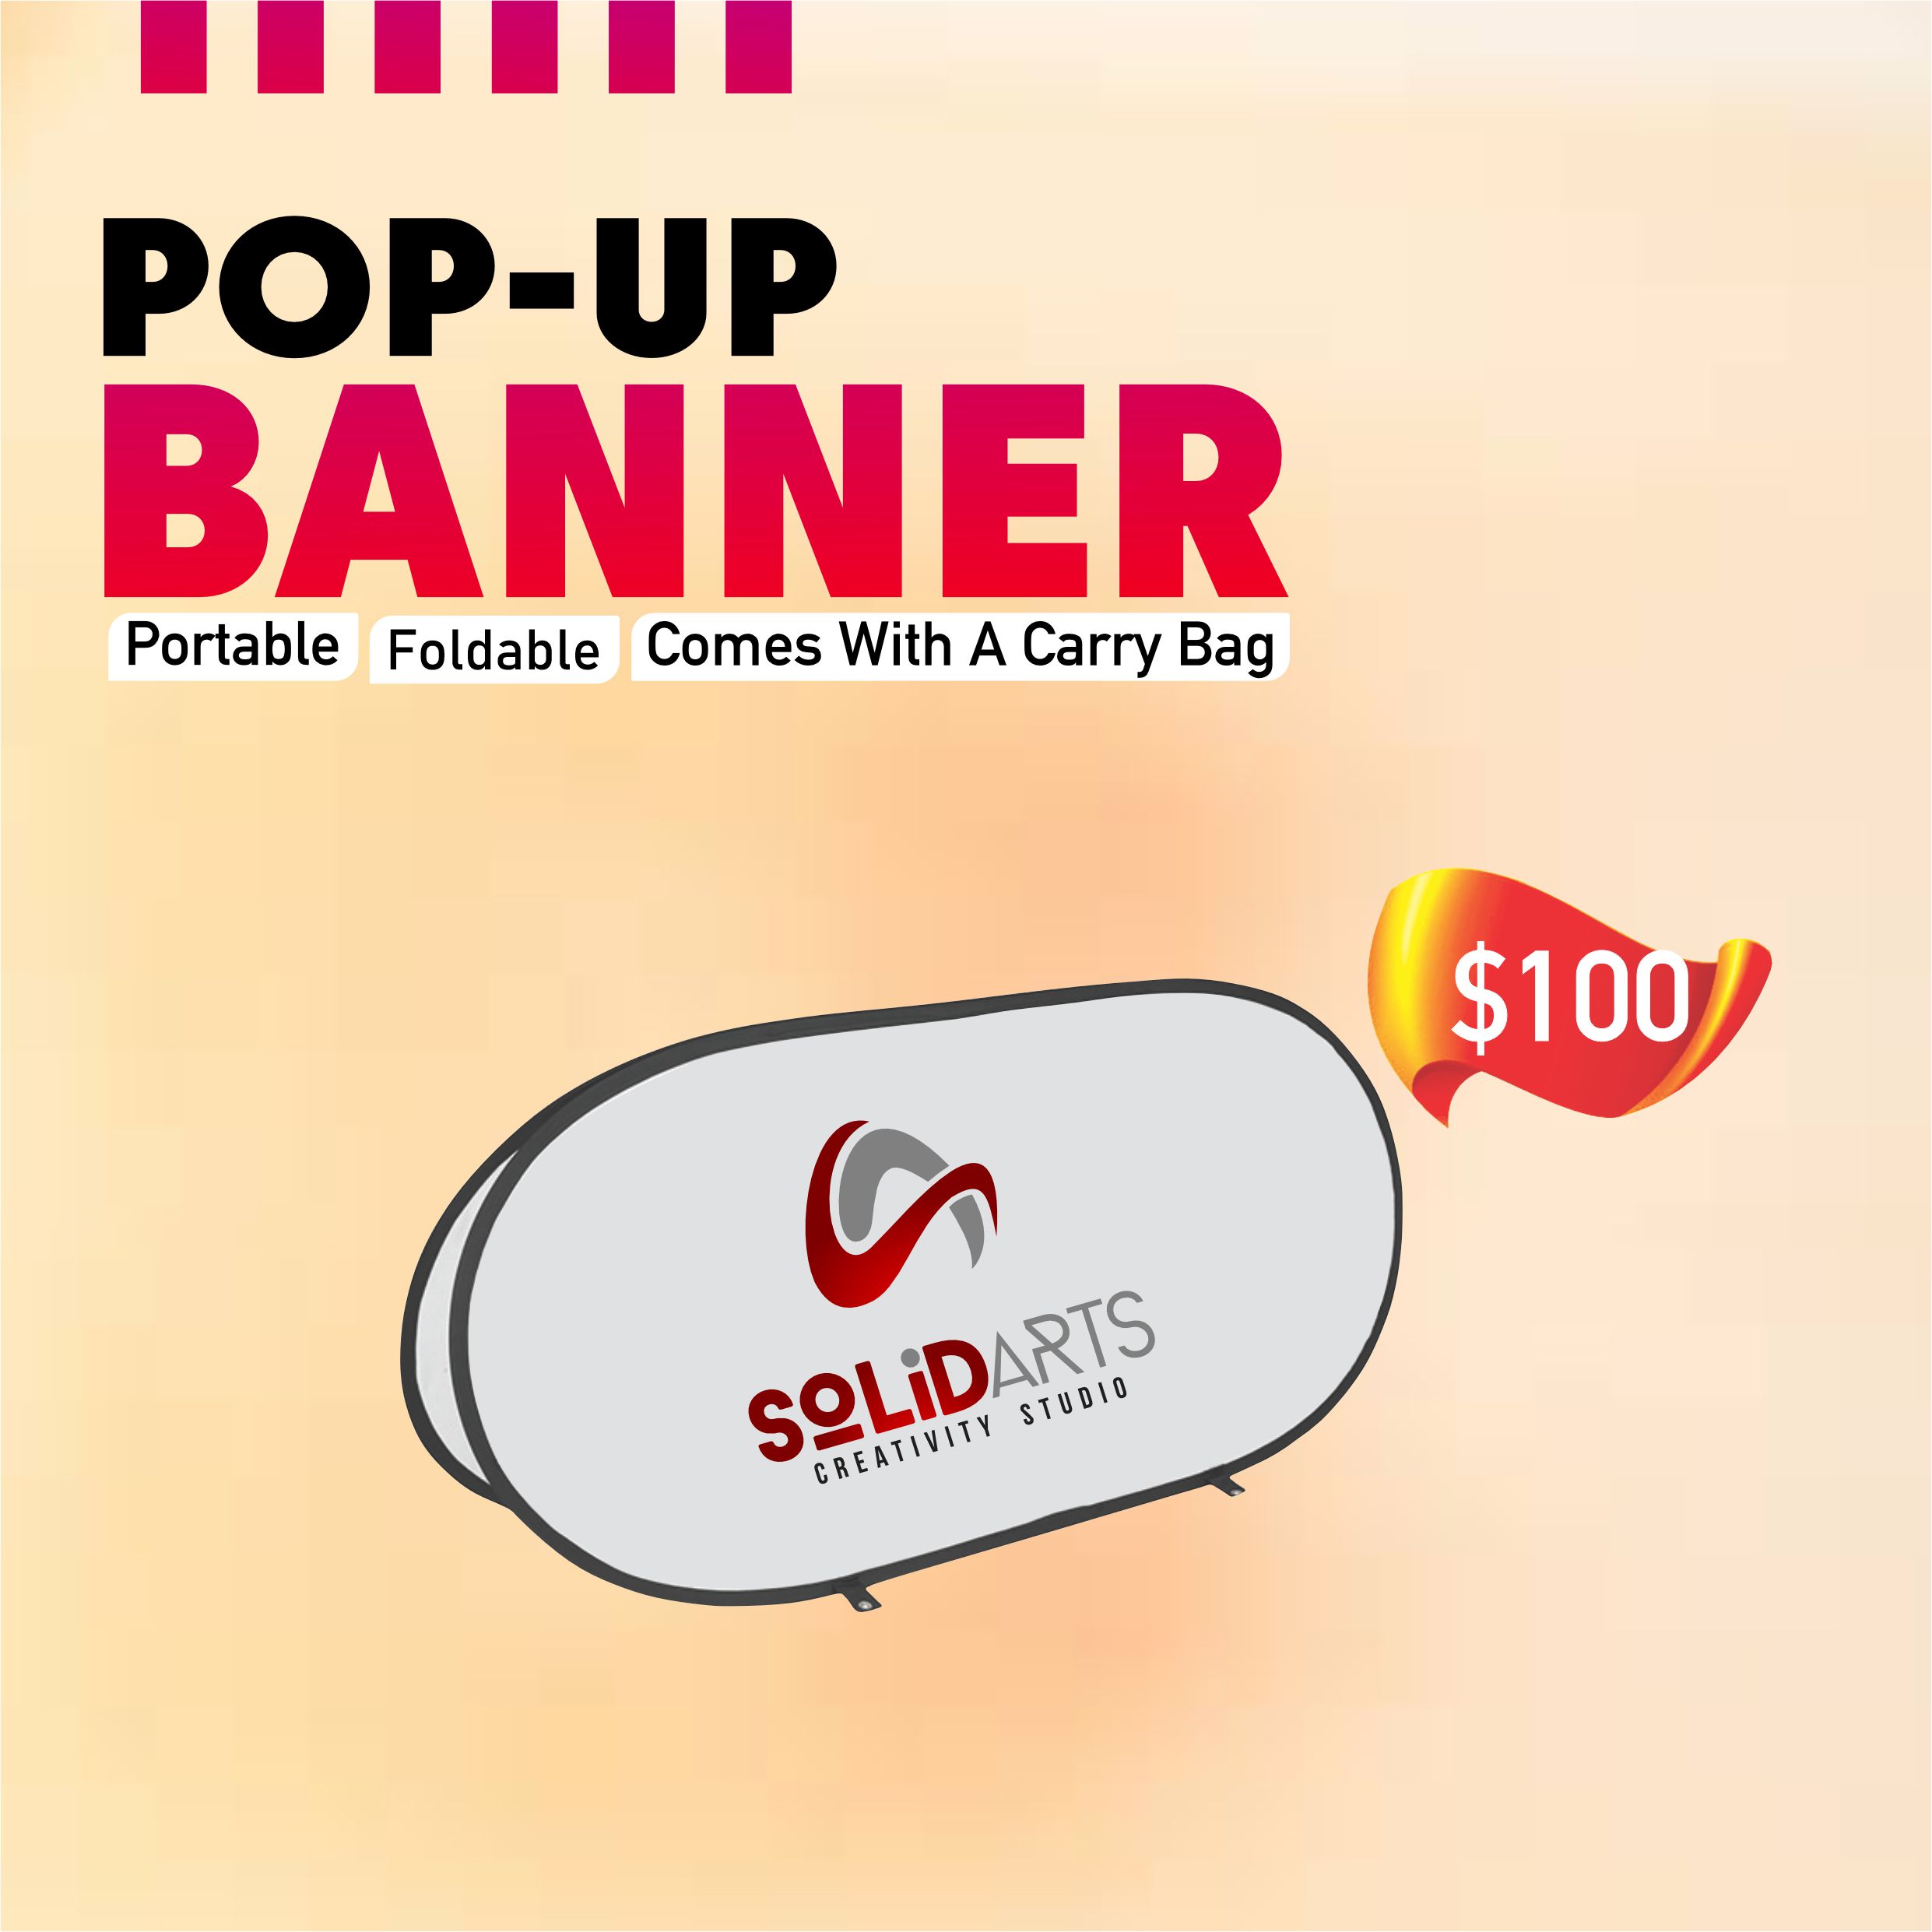 POP-UP
BANNER
Portable Foldable Comes With A Carry Bag
$100
SOLiDARTS
CREATIVITY STUDIO